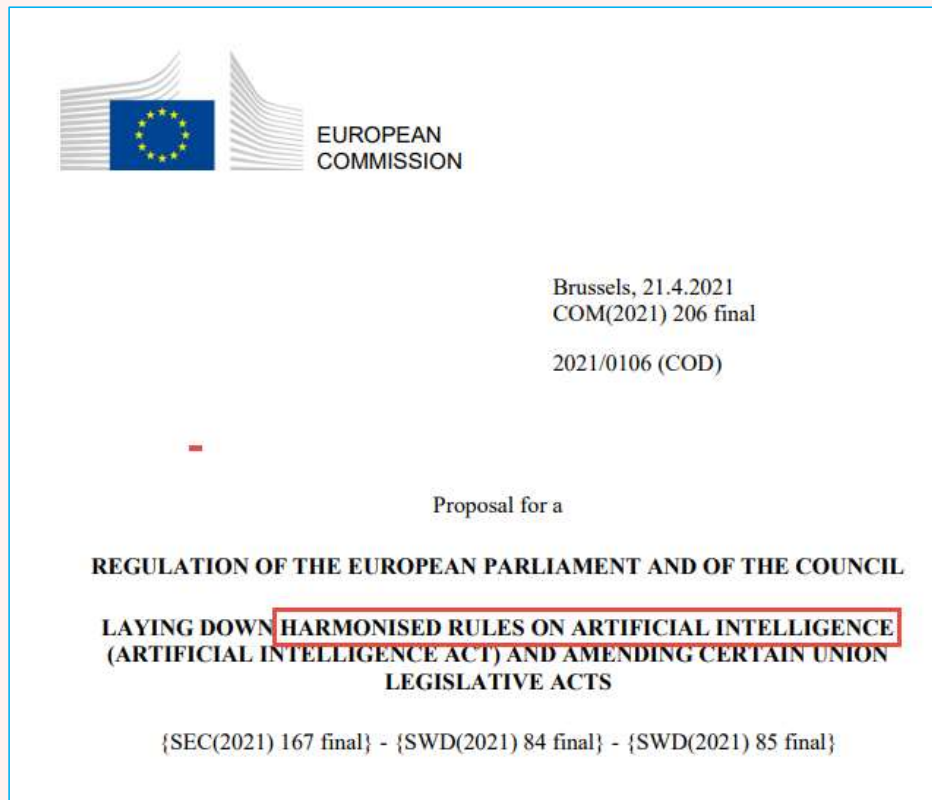 EUROPEAN
COMMISSION
Brussels, 21.4.2021
COM(2021) 206 final
2021/0106 (COD)
Proposal for a
REGULATION OF THE EUROPEAN PARLIAMENT AND OF THE COUNCIL
LAYING DOWN HARMONISED RULES ON ARTIFICIAL INTELLIGENCE
(ARTIFICIAL INTELLIGENCE ACT) AND AMENDING CERTAIN UNION
LEGISLATIVE ACTS
{SEC(2021) 167 final} - {SWD(2021) 84 final} - {SWD(2021) 85 final}